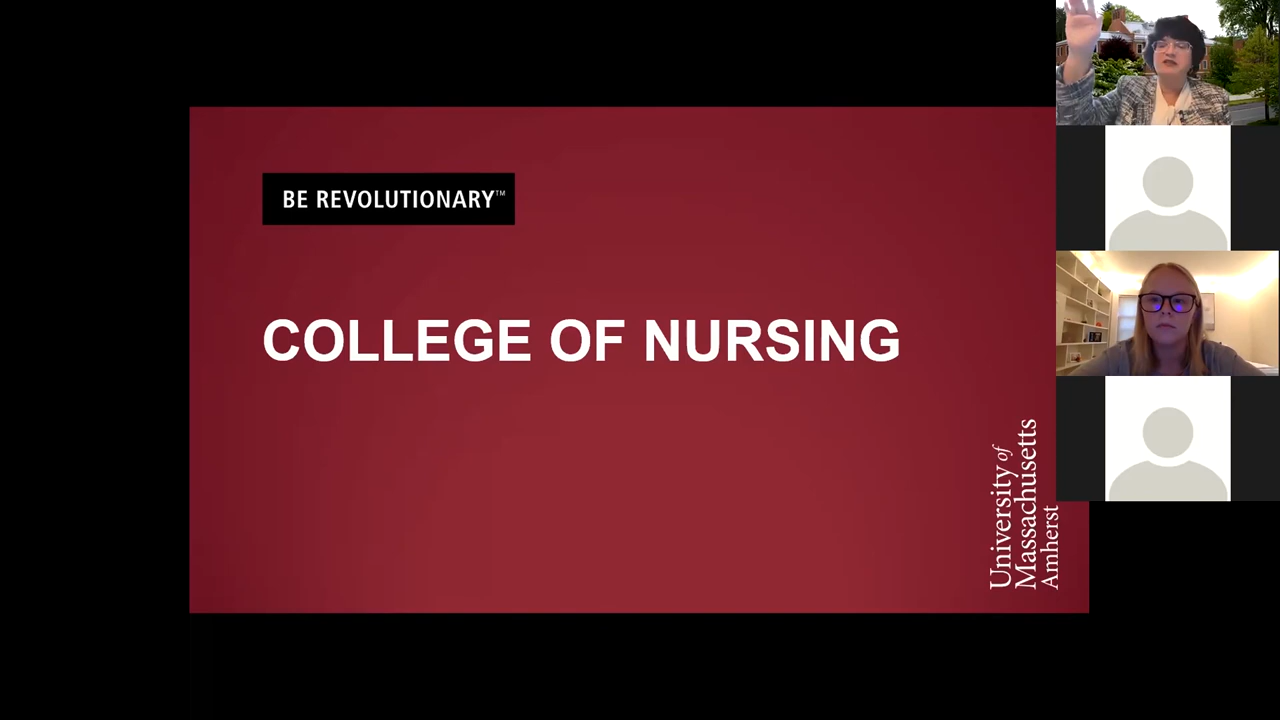 BE REVOLUTIONARY™
COLLEGE OF NURSING
University of
Massachusetts
Amherst